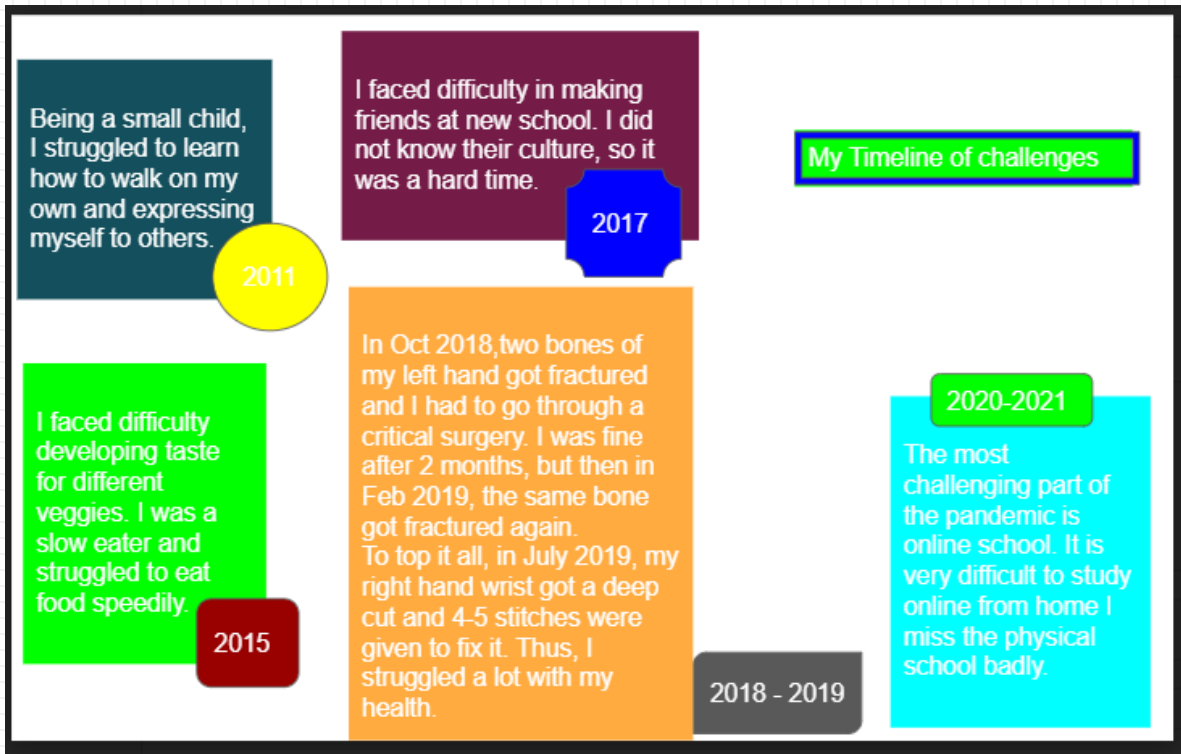 My Timeline of challenges
Being a small child,
I struggled to learn
how to walk on my
own and expressing
myself to others.
2011
I faced difficulty
developing taste
for different
veggies. I was a
slow eater and
struggled to eat
food speedily.
2015
I faced difficulty in making
friends at new school. I did
not know their culture, so it
was a hard time.
2017
In Oct 2018,two bones of
my left hand got fractured
and I had to go through a
critical surgery. I was fine
after 2 months, but then in
Feb 2019, the same bone
got fractured again.
To top it all, in July 2019, my
right hand wrist got a deep
cut and 4-5 stitches were
given to fix it. Thus, I
struggled a lot with my
health.
2018 - 2019
2020-2021
The most
challenging part of
the pandemic is
online school. It is
very difficult to study
online from home I
miss the physical
school badly.